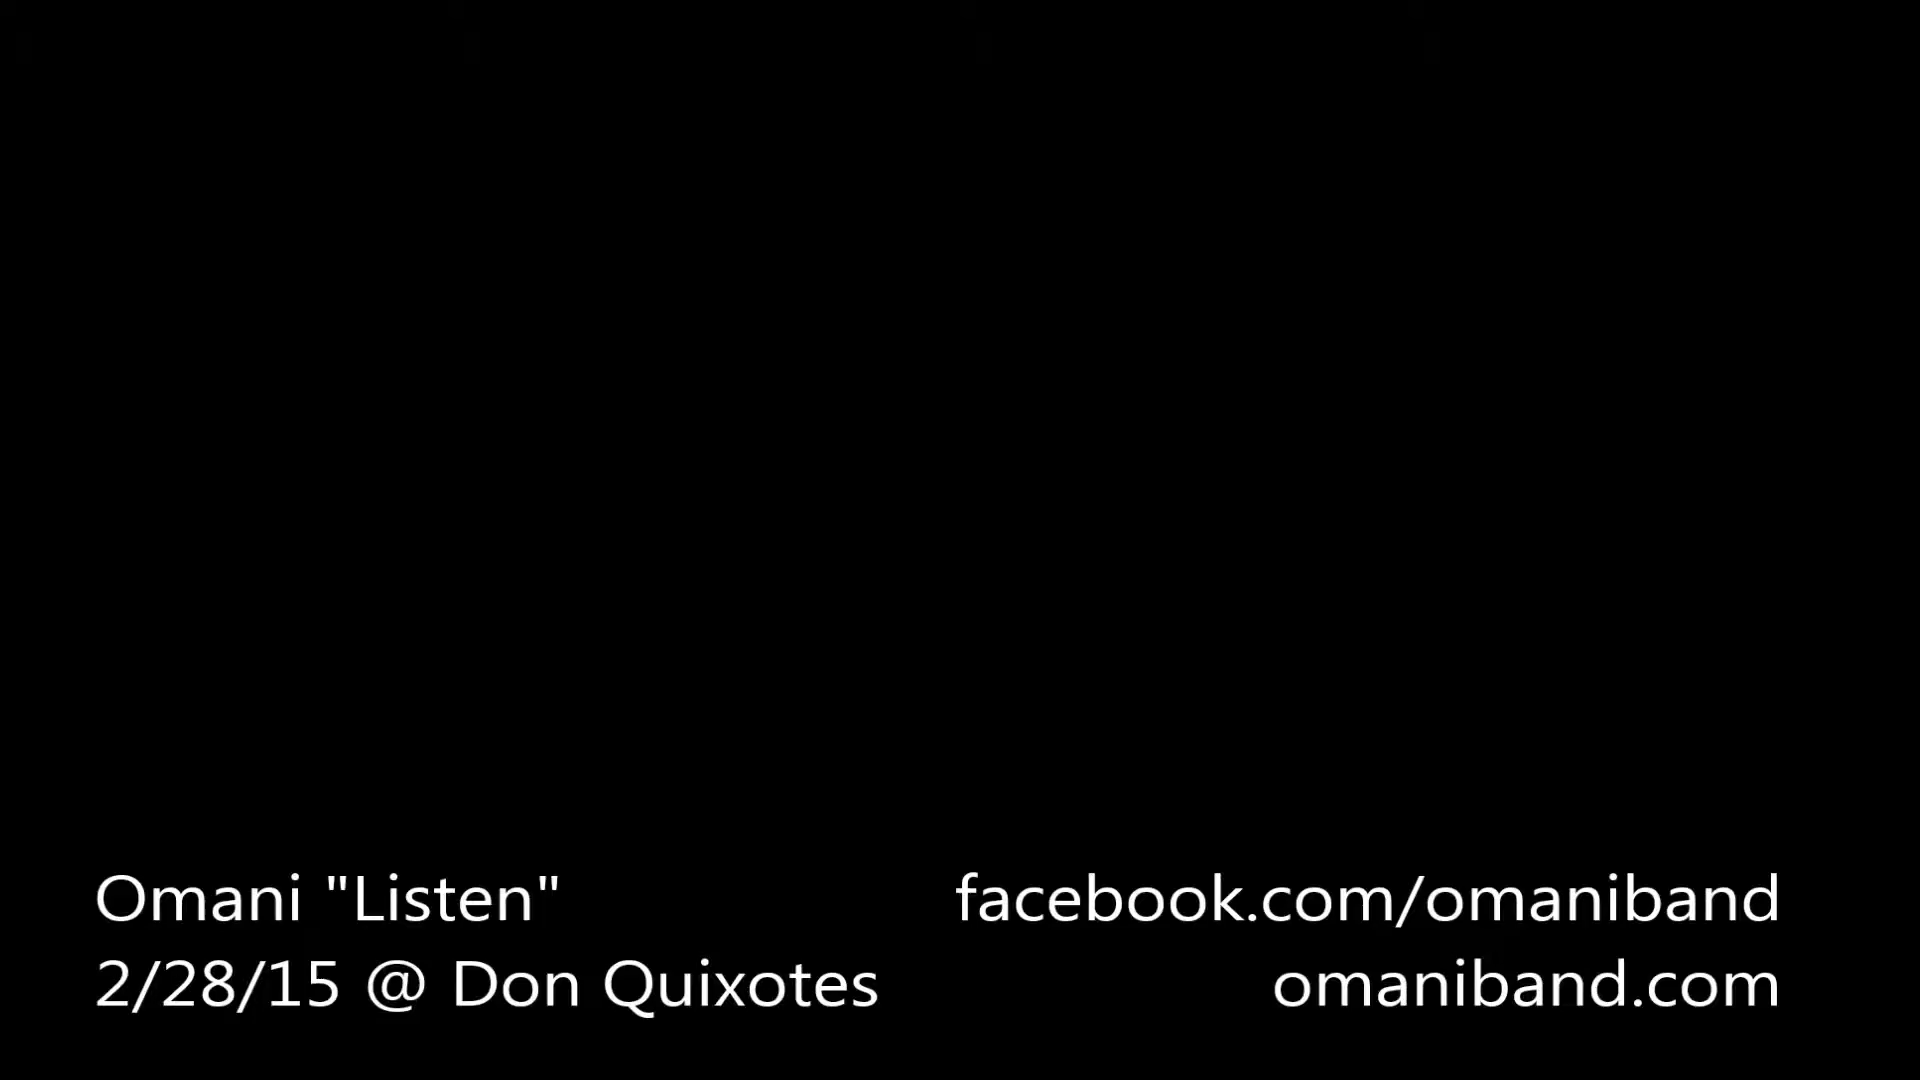 Omani "Listen"
2/28/15 @ Don Quixotes
facebook.com/omaniband
omaniband.com